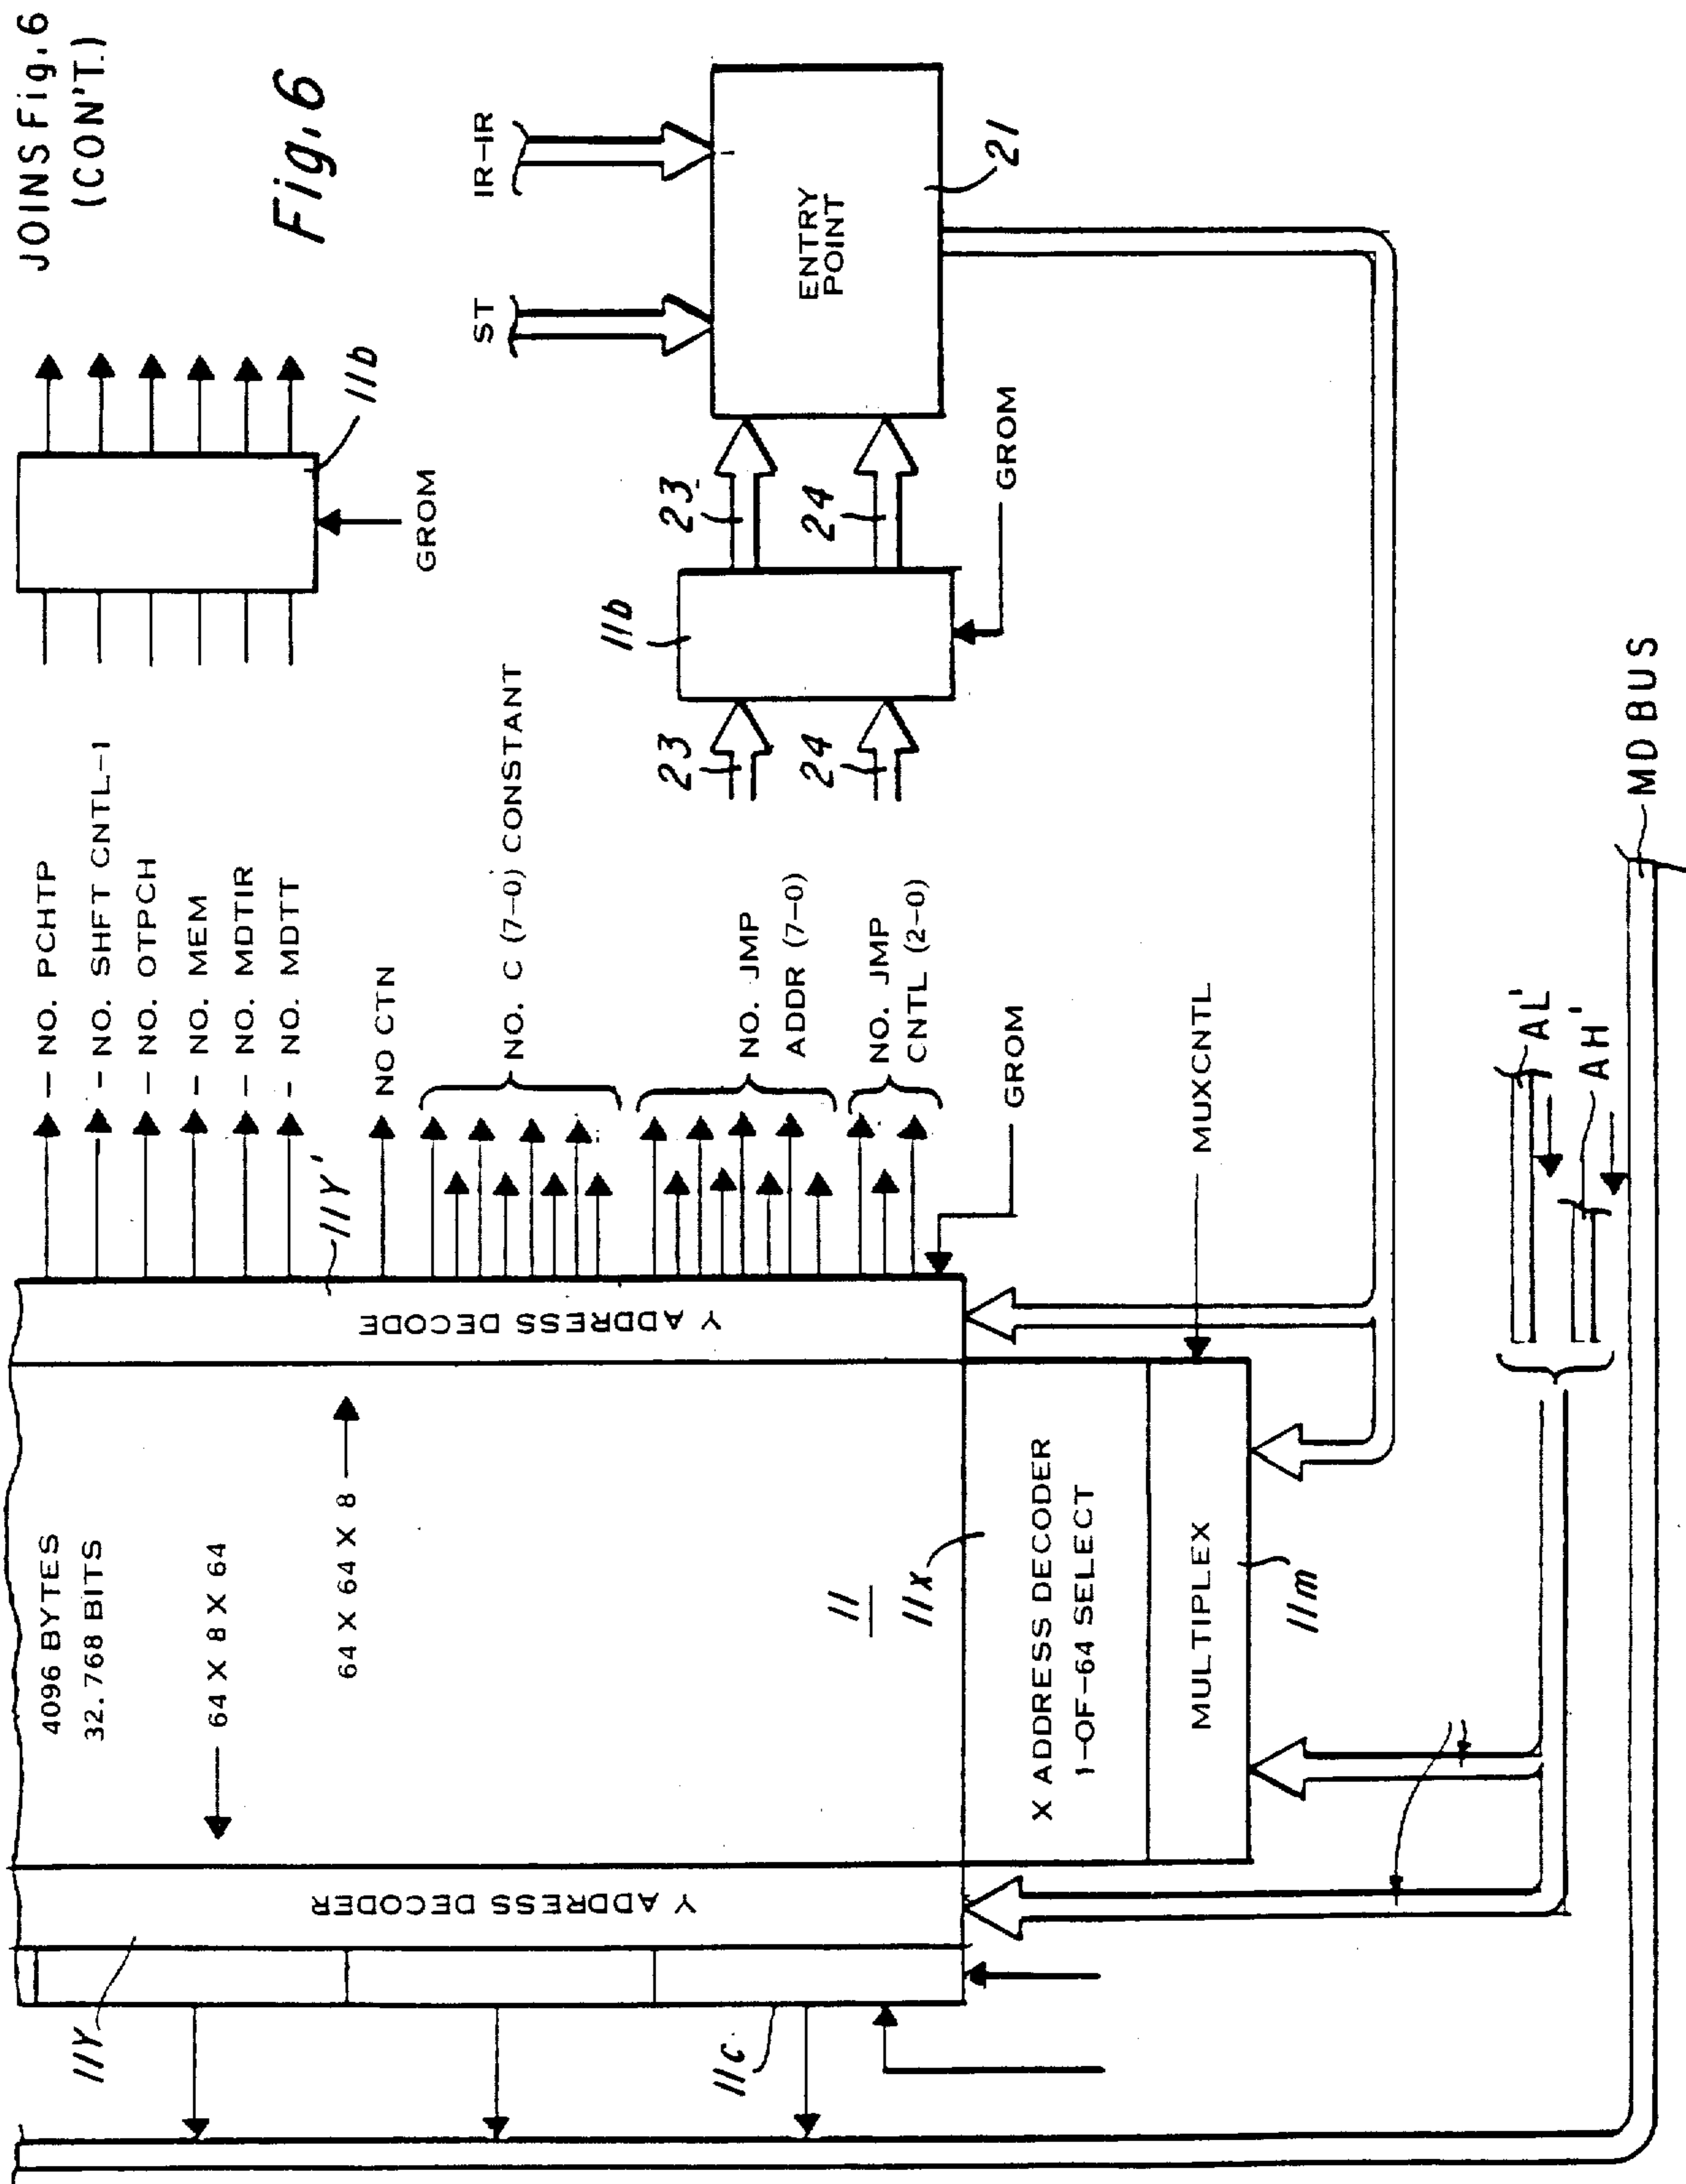 JOINS Fig. 6
(CON'T.)
Fig. 6
4096 BYTES
32.768 BITS
64 X 8 X 64
64 X 64 X 8
11
11x
X ADDRESS DECODER
1-OF-64 SELECT
MULTIPLEX
11m
Y ADDRESS DECODER
11Y
11c
Y ADDRESS DECODE
11Y'
— NO. PCHTP
– NO. SHFT CNTL-1
— NO. OTPCH
– NO. MEM
— NO. MDTIR
– NO. MDTT
NO CTN
NO. C (7-0) CONSTANT
NO. JMP
ADDR (7-0)
NO. JMP
CNTL (2-0)
GROM
MUXCNTL
11b
GROM
23
24
11b
23
24
GROM
ST
IR-IR
ENTRY
POINT
21
AL'
AH'
MD BUS